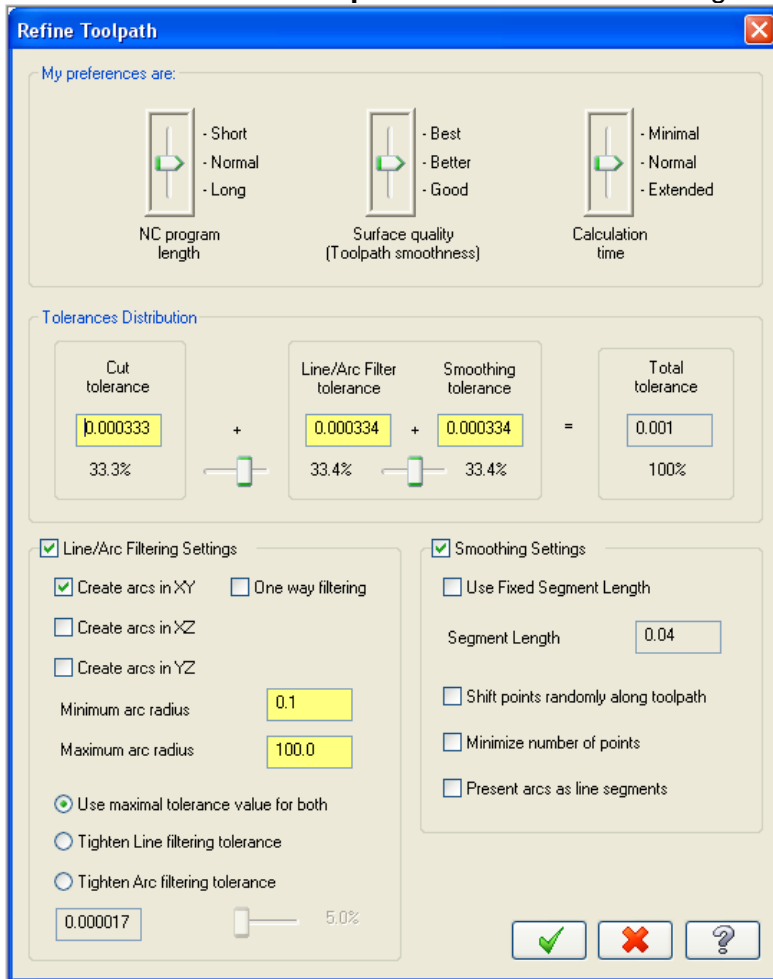 Refine Toolpath
My preferences are:
- Short
- Normal
- Long
NC program
length
- Best
- Better
- Good
Surface quality
(Toolpath smoothness)
- Minimal
- Normal
- Extended
Calculation
time
Tolerances Distribution
Cut
tolerance
0.000333
33.3%
+
Line/Arc Filter
tolerance
0.000334
33.4%
+
Smoothing
tolerance
0.000334
33.4%
=
Total
tolerance
0.001
100%
Line/Arc Filtering Settings
Create arcs in XY
One way filtering
Create arcs in XZ
Create arcs in YZ
Minimum arc radius
0.1
Maximum arc radius
100.0
Use maximal tolerance value for both
Tighten Line filtering tolerance
Tighten Arc filtering tolerance
0.000017
5.0%
Smoothing Settings
Use Fixed Segment Length
Segment Length
0.04
Shift points randomly along toolpath
Minimize number of points
Present arcs as line segments
?